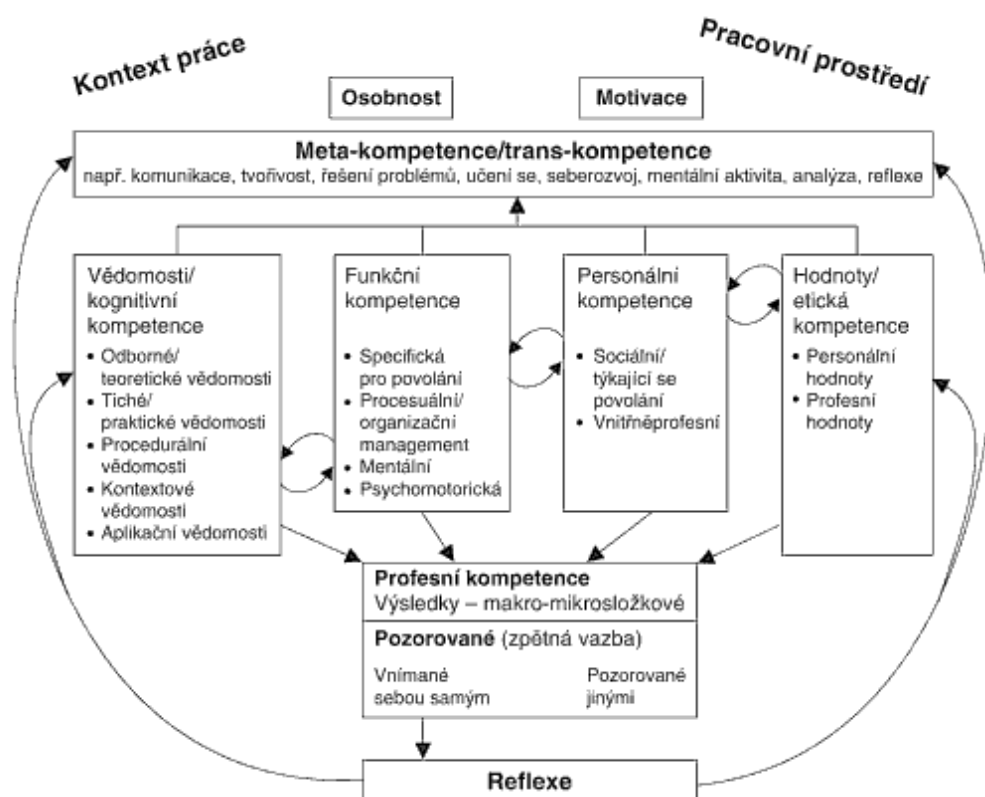 Kontext práce
Pracovní prostředí
Osobnost
Motivace
Meta-kompetence/trans-kompetence
např. komunikace, tvořivost, řešení problémů, učení se, seberozvoj, mentální aktivita, analýza, reflexe
Vědomosti/
kognitivní
kompetence
• Odborné/
teoretické vědomosti
• Tiché/
praktické vědomosti
• Procedurální
vědomosti
• Kontextové
vědomosti
• Aplikační vědomosti
Funkční
kompetence
• Specifická
pro povolání
• Procesuální/
organizační
management
• Mentální
• Psychomotorická
Personální
kompetence
• Sociální/
týkající se
povolání
• Vnitřněprofesní
Hodnoty/
etická
kompetence
• Personální
hodnoty
• Profesní
hodnoty
Profesní kompetence
Výsledky – makro-mikrosložkové
Pozorované (zpětná vazba)
Vnímané
sebou samým
Pozorované
jinými
Reflexe